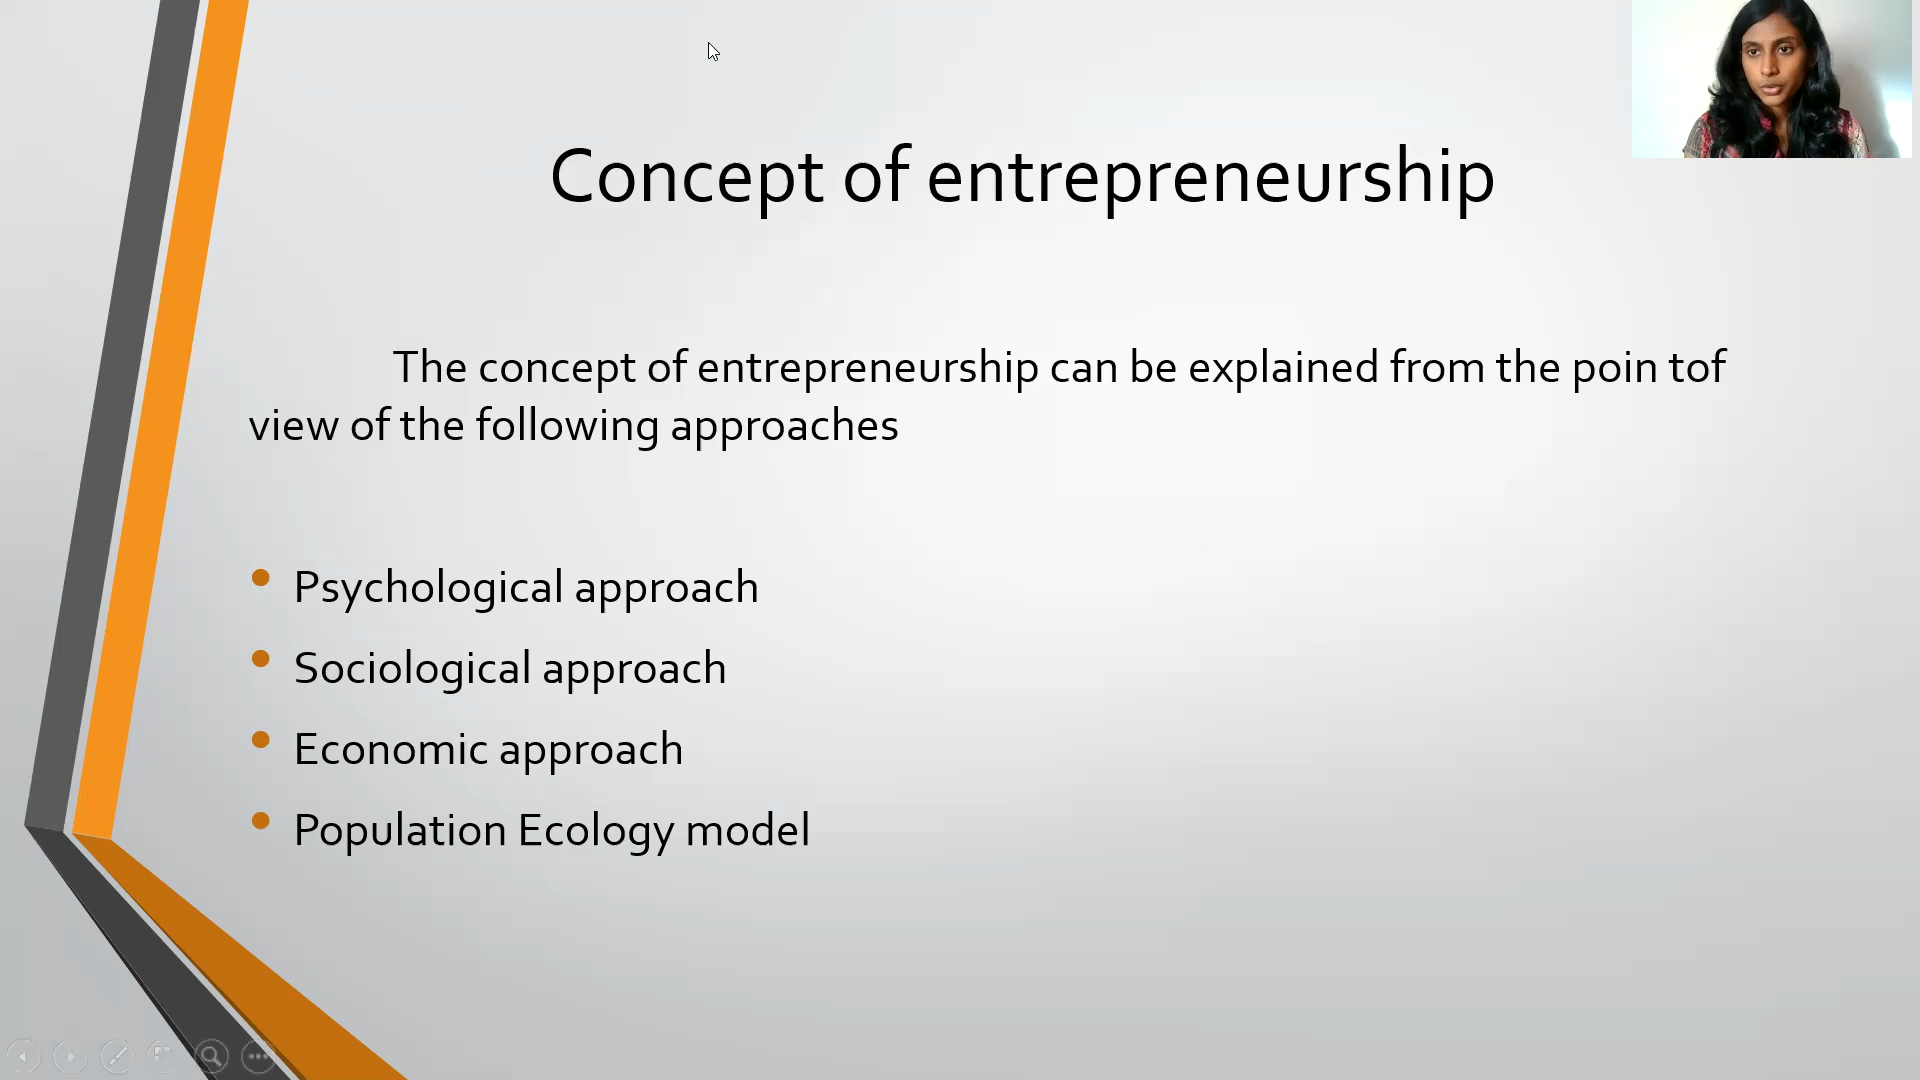 Concept of entrepreneurship
The concept of entrepreneurship can be explained from the poin tof
view of the following approaches
• Psychological approach
• Sociological approach
• Economic approach
• Population Ecology model